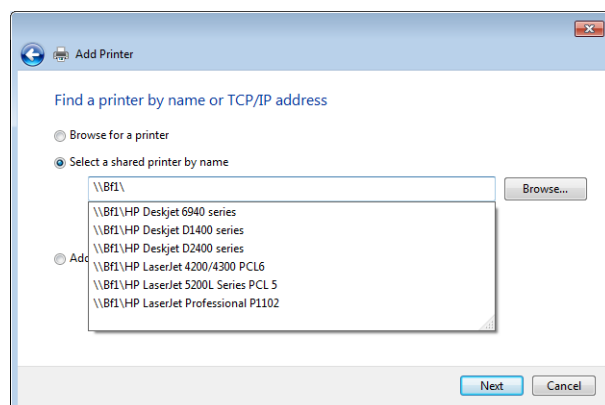 Add Printer
Find a printer by name or TCP/IP address
Browse for a printer
Select a shared printer by name
\\Bf1\
Browse...
\\Bf1\HP Deskjet 6940 series
\\Bf1\HP Deskjet D1400 series
\\Bf1\HP Deskjet D2400 series
Add
\\Bf1\HP LaserJet 4200/4300 PCL6
\\Bf1\HP LaserJet 5200L Series PCL 5
\\Bf1\HP LaserJet Professional P1102
Next
Cancel